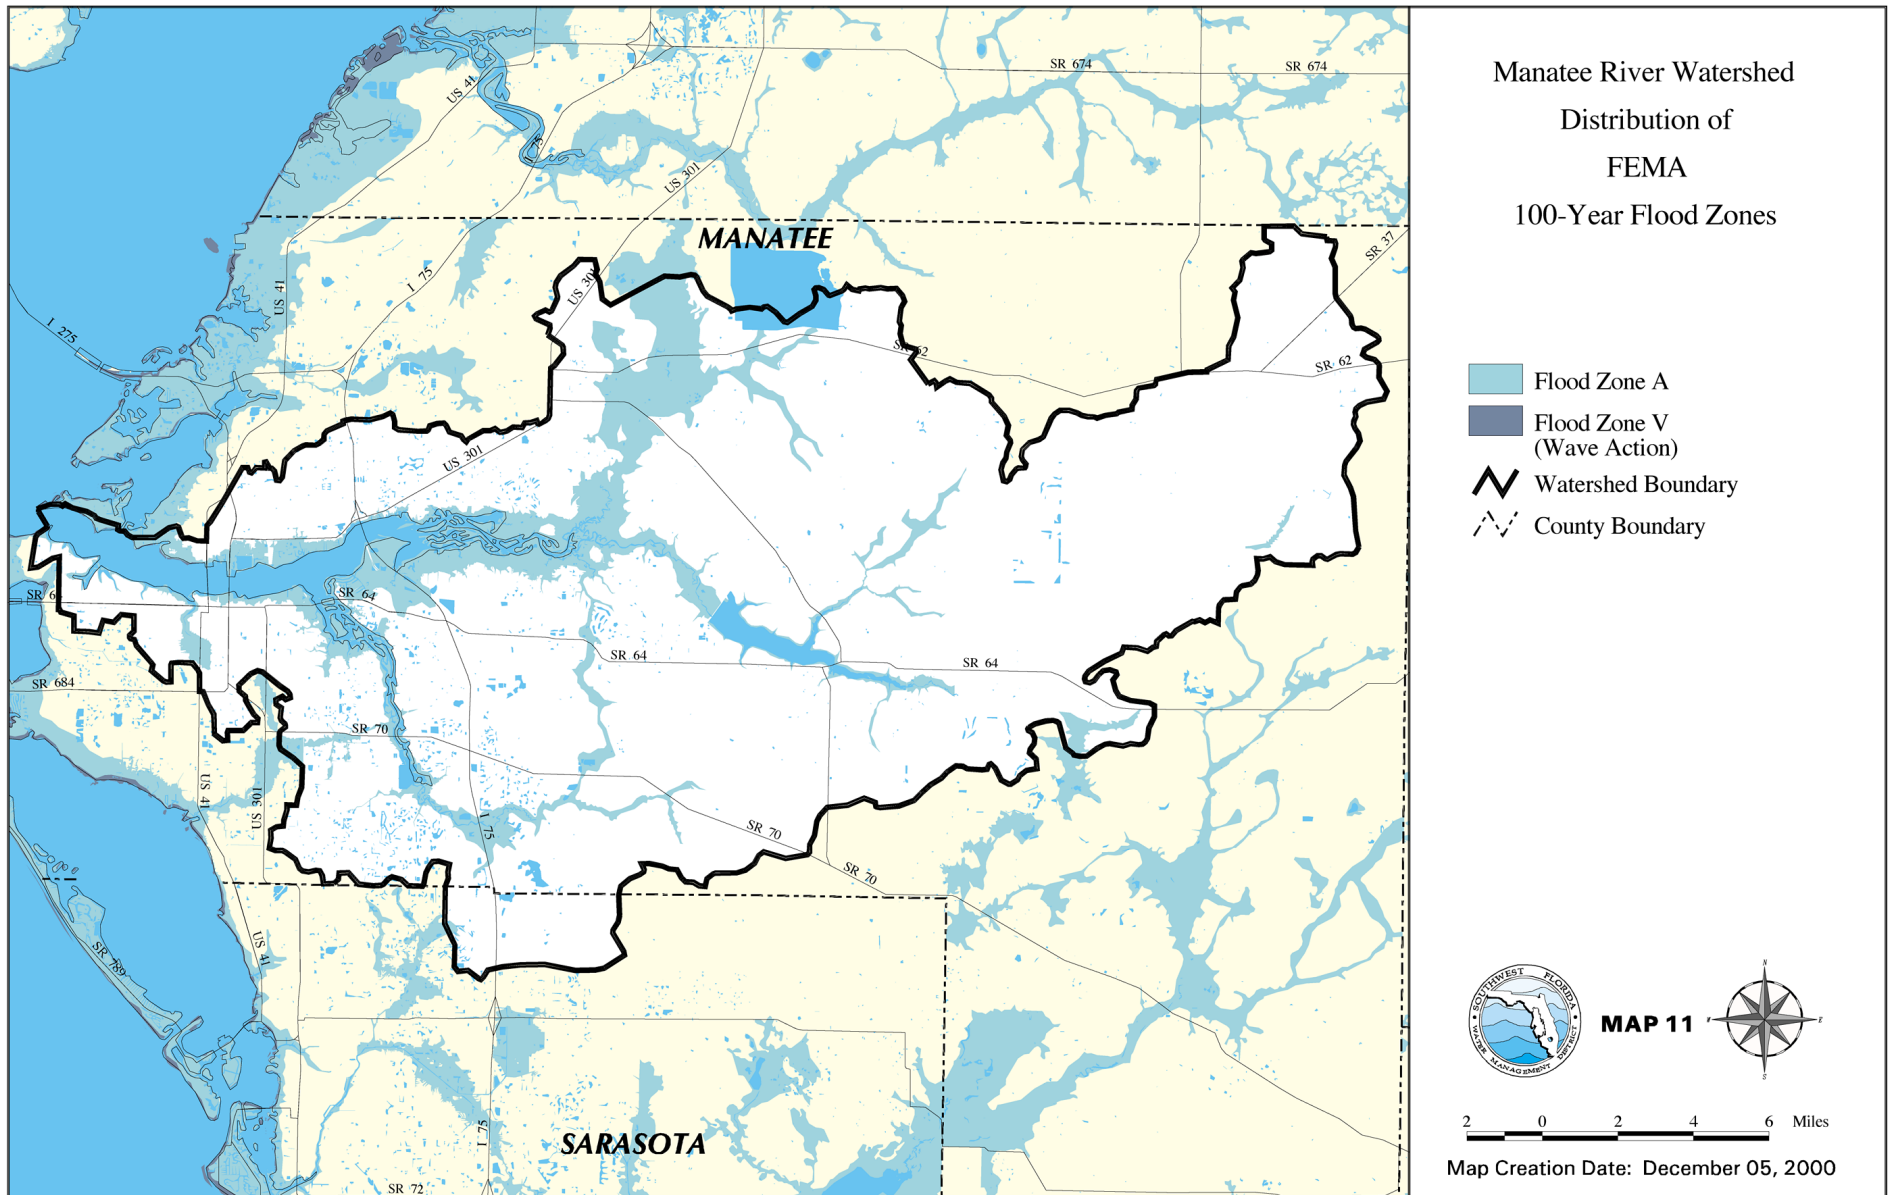 Manatee River Watershed
Distribution of
FEMA
100-Year Flood Zones
Flood Zone A
Flood Zone V
(Wave Action)
Watershed Boundary
County Boundary
SOUTHWEST FLORIDA
WATER MANAGEMENT DISTRICT
MAP 11
N
E
S
2 0 2 4 6 Miles
Map Creation Date: December 05, 2000
SR 674
SR 674
US 41
I 75
US 301
MANATEE
SR 37
I 75
US 41
US 301
I 275
SR 62
SR 62
US 301
SR 6
SR 64
SR 64
SR 64
SR 684
SR 70
US 41
US 301
I 75
SR 70
SR 70
US 41
SR 789
I 75
SARASOTA
SR 72